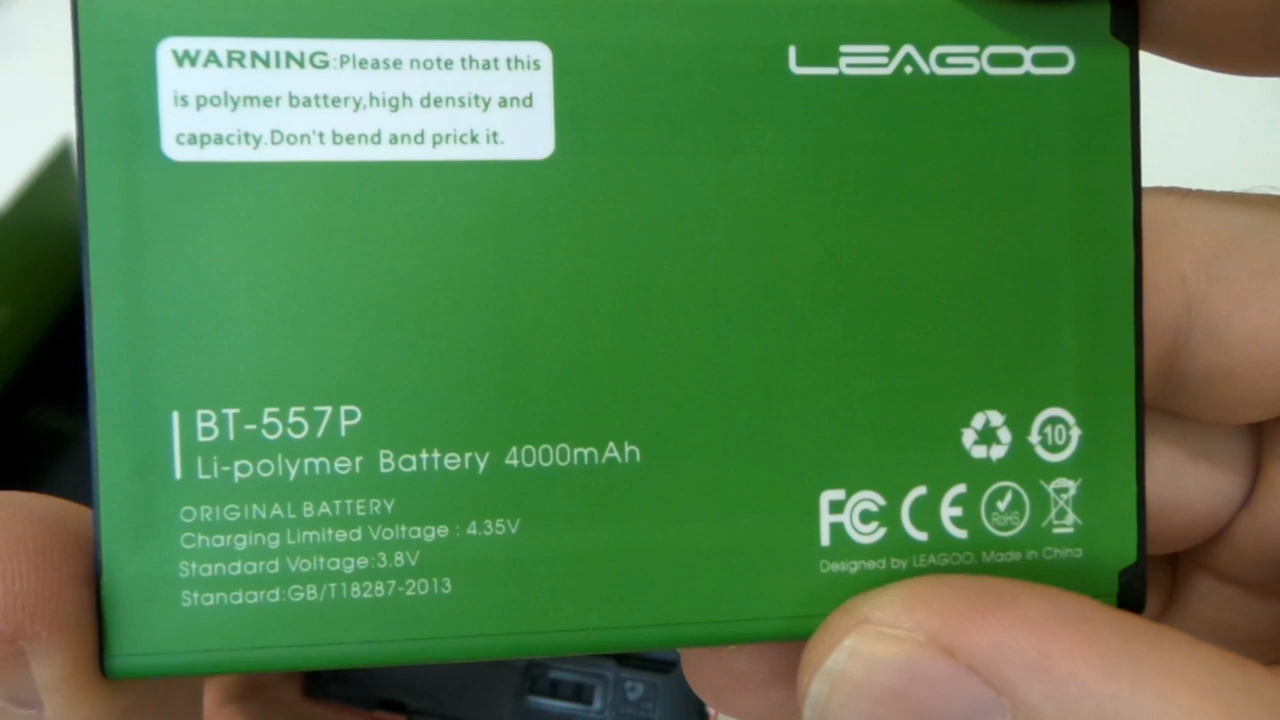 WARNING:Please note that this
is polymer battery,high density and
capacity.Don't bend and prick it.
LEAGOO
BT-557P
Li-polymer Battery 4000mAh
ORIGINAL BATTERY
Charging Limited Voltage : 4.35V
Standard Voltage:3.8V
Standard:GB/T18287-2013
10
FC CE RoHS
Designed by LEAGOO, Made in China